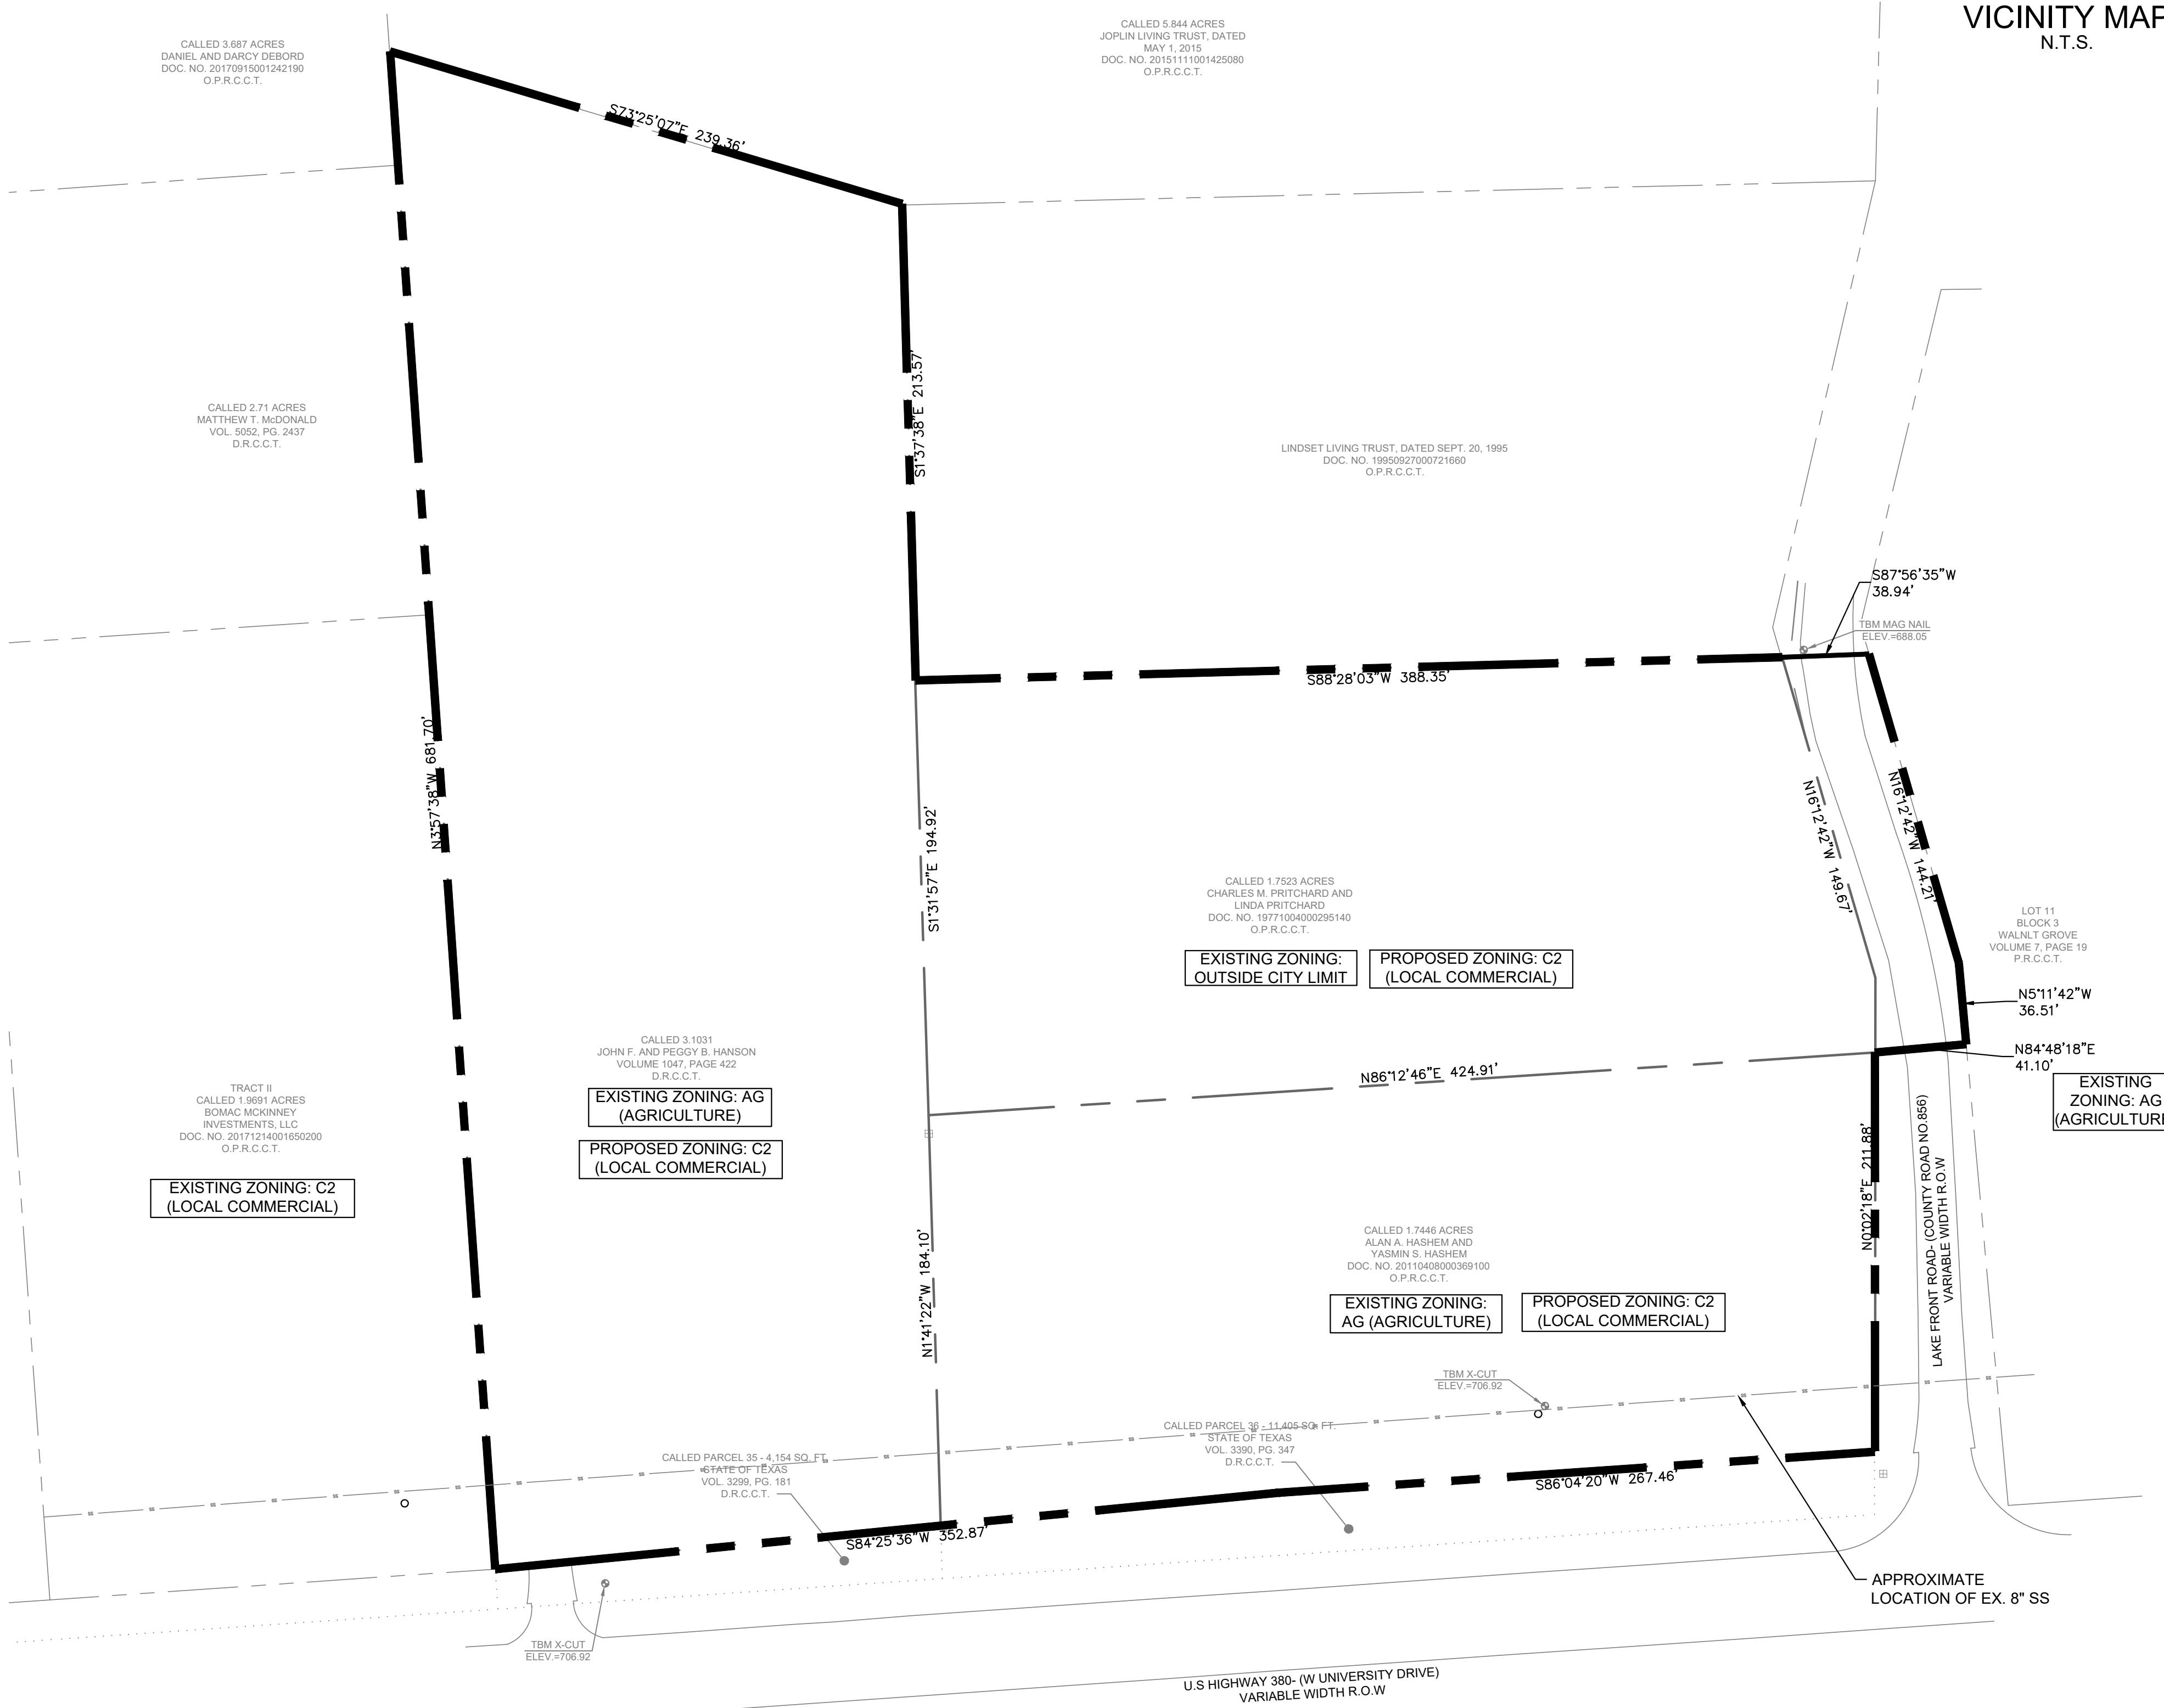 VICINITY MAP
N.T.S.
CALLED 3.687 ACRES
DANIEL AND DARCY DEBORD
DOC. NO. 20170915001242190
O.P.R.C.C.T.
CALLED 5.844 ACRES
JOPLIN LIVING TRUST, DATED
MAY 1, 2015
DOC. NO. 20151111001425080
O.P.R.C.C.T.
S73°25'07"E 239.36'
S1°37'38"E 213.57'
CALLED 2.71 ACRES
MATTHEW T. McDONALD
VOL. 5052, PG. 2437
D.R.C.C.T.
LINDSET LIVING TRUST, DATED SEPT. 20, 1995
DOC. NO. 19950927000721660
O.P.R.C.C.T.
S87°56'35"W
38.94'
TBM MAG NAIL
ELEV.=688.05
S88°28'03"W 388.35'
N3°57'38"W 681.70'
S1°31'57"E 194.92'
N16°12'42"W 149.67'
N16°12'42"W 144.21'
CALLED 1.7523 ACRES
CHARLES M. PRITCHARD AND
LINDA PRITCHARD
DOC. NO. 19771004000295140
O.P.R.C.C.T.
EXISTING ZONING:
OUTSIDE CITY LIMIT
PROPOSED ZONING: C2
(LOCAL COMMERCIAL)
LOT 11
BLOCK 3
WALNLT GROVE
VOLUME 7, PAGE 19
P.R.C.C.T.
N5°11'42"W
36.51'
N84°48'18"E
41.10'
EXISTING
ZONING: AG
(AGRICULTURE
CALLED 3.1031
JOHN F. AND PEGGY B. HANSON
VOLUME 1047, PAGE 422
D.R.C.C.T.
EXISTING ZONING: AG
(AGRICULTURE)
PROPOSED ZONING: C2
(LOCAL COMMERCIAL)
N86°12'46"E 424.91'
TRACT II
CALLED 1.9691 ACRES
BOMAC MCKINNEY
INVESTMENTS, LLC
DOC. NO. 20171214001650200
O.P.R.C.C.T.
EXISTING ZONING: C2
(LOCAL COMMERCIAL)
N1°41'22"W 184.10'
N0°02'18"E 211.88'
LAKE FRONT ROAD- (COUNTY ROAD NO.856)
VARIABLE WIDTH R.O.W
CALLED 1.7446 ACRES
ALAN A. HASHEM AND
YASMIN S. HASHEM
DOC. NO. 20110408000369100
O.P.R.C.C.T.
EXISTING ZONING:
AG (AGRICULTURE)
PROPOSED ZONING: C2
(LOCAL COMMERCIAL)
TBM X-CUT
ELEV.=706.92
CALLED PARCEL 36 - 11,405 SQ. FT.
STATE OF TEXAS
VOL. 3390, PG. 347
D.R.C.C.T.
CALLED PARCEL 35 - 4,154 SQ. FT.
STATE OF TEXAS
VOL. 3299, PG. 181
D.R.C.C.T.
S86°04'20"W 267.46'
S84°25'36"W 352.87'
APPROXIMATE
LOCATION OF EX. 8" SS
TBM X-CUT
ELEV.=706.92
U.S HIGHWAY 380- (W UNIVERSITY DRIVE)
VARIABLE WIDTH R.O.W